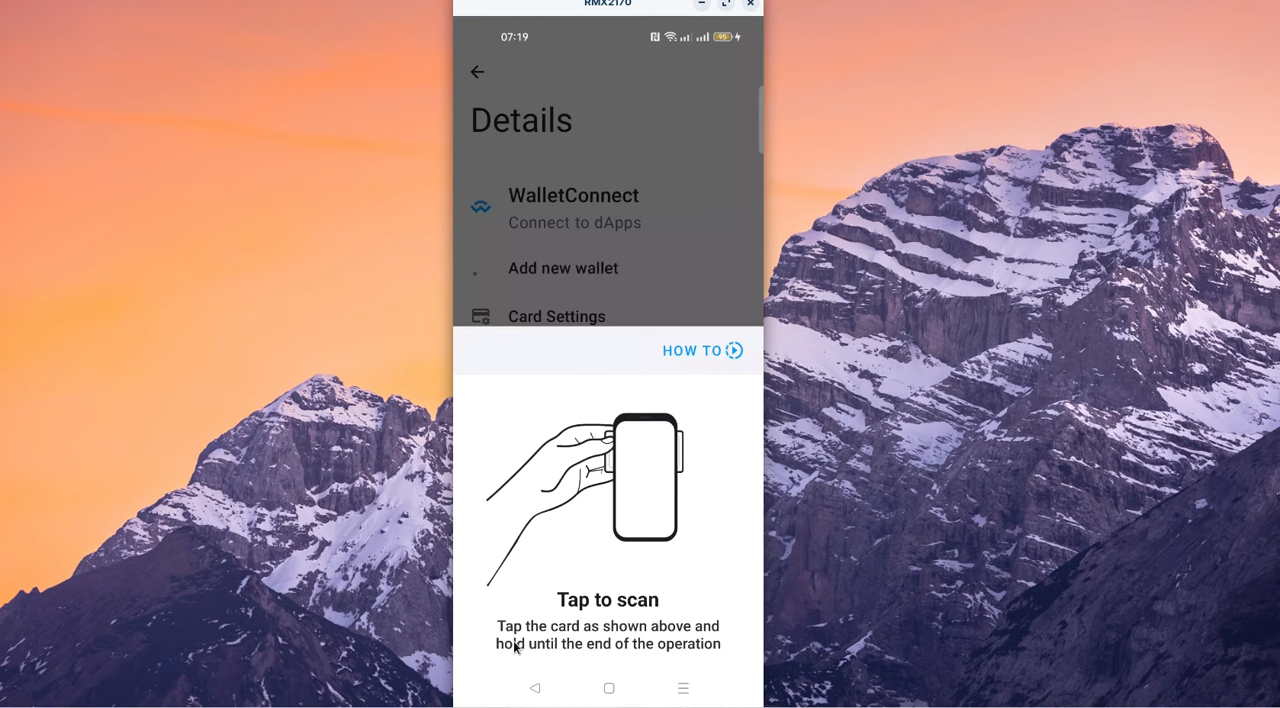 RMX2170
07:19
95
Details
WalletConnect
Connect to dApps
Add new wallet
Card Settings
HOW TO
Tap to scan
Tap the card as shown above and
hold until the end of the operation